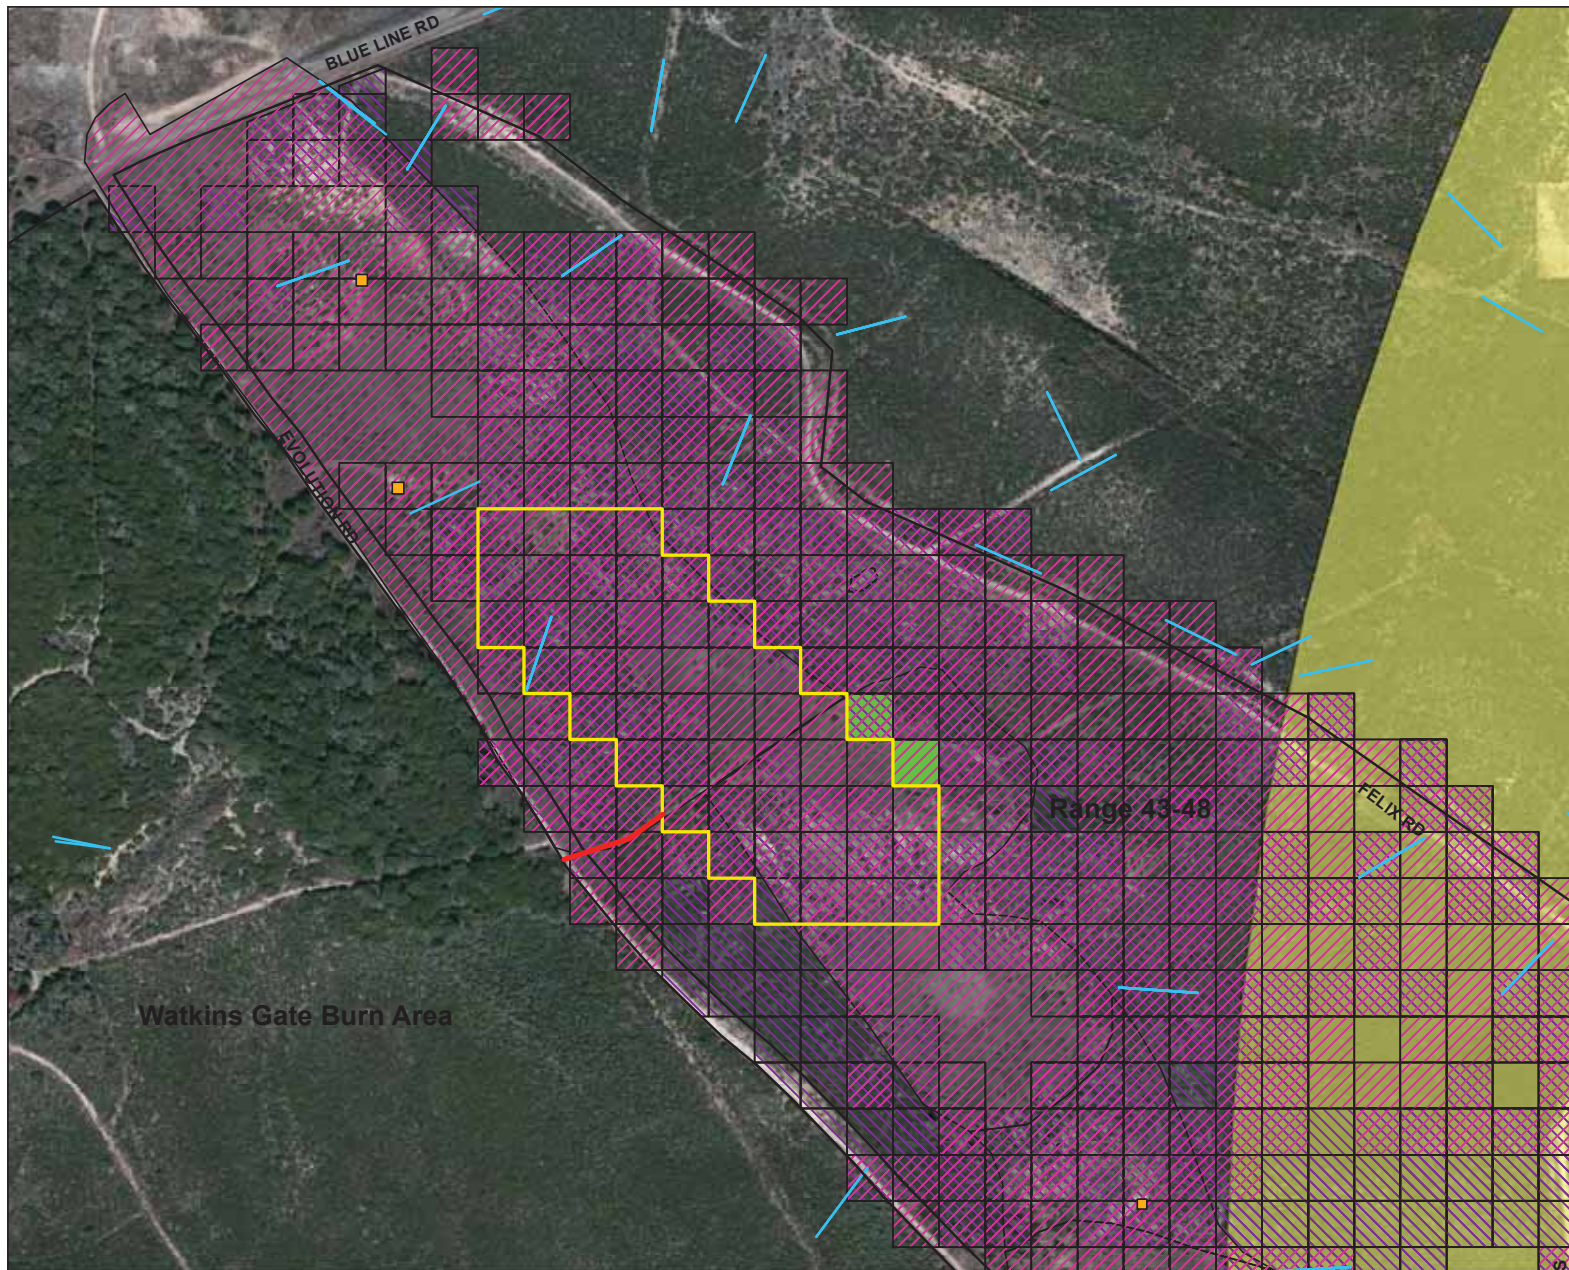 BLUE LINE RD
EVOLUTION RD
Range 43-48
FELIX RD
Watkins Gate Burn Area
S